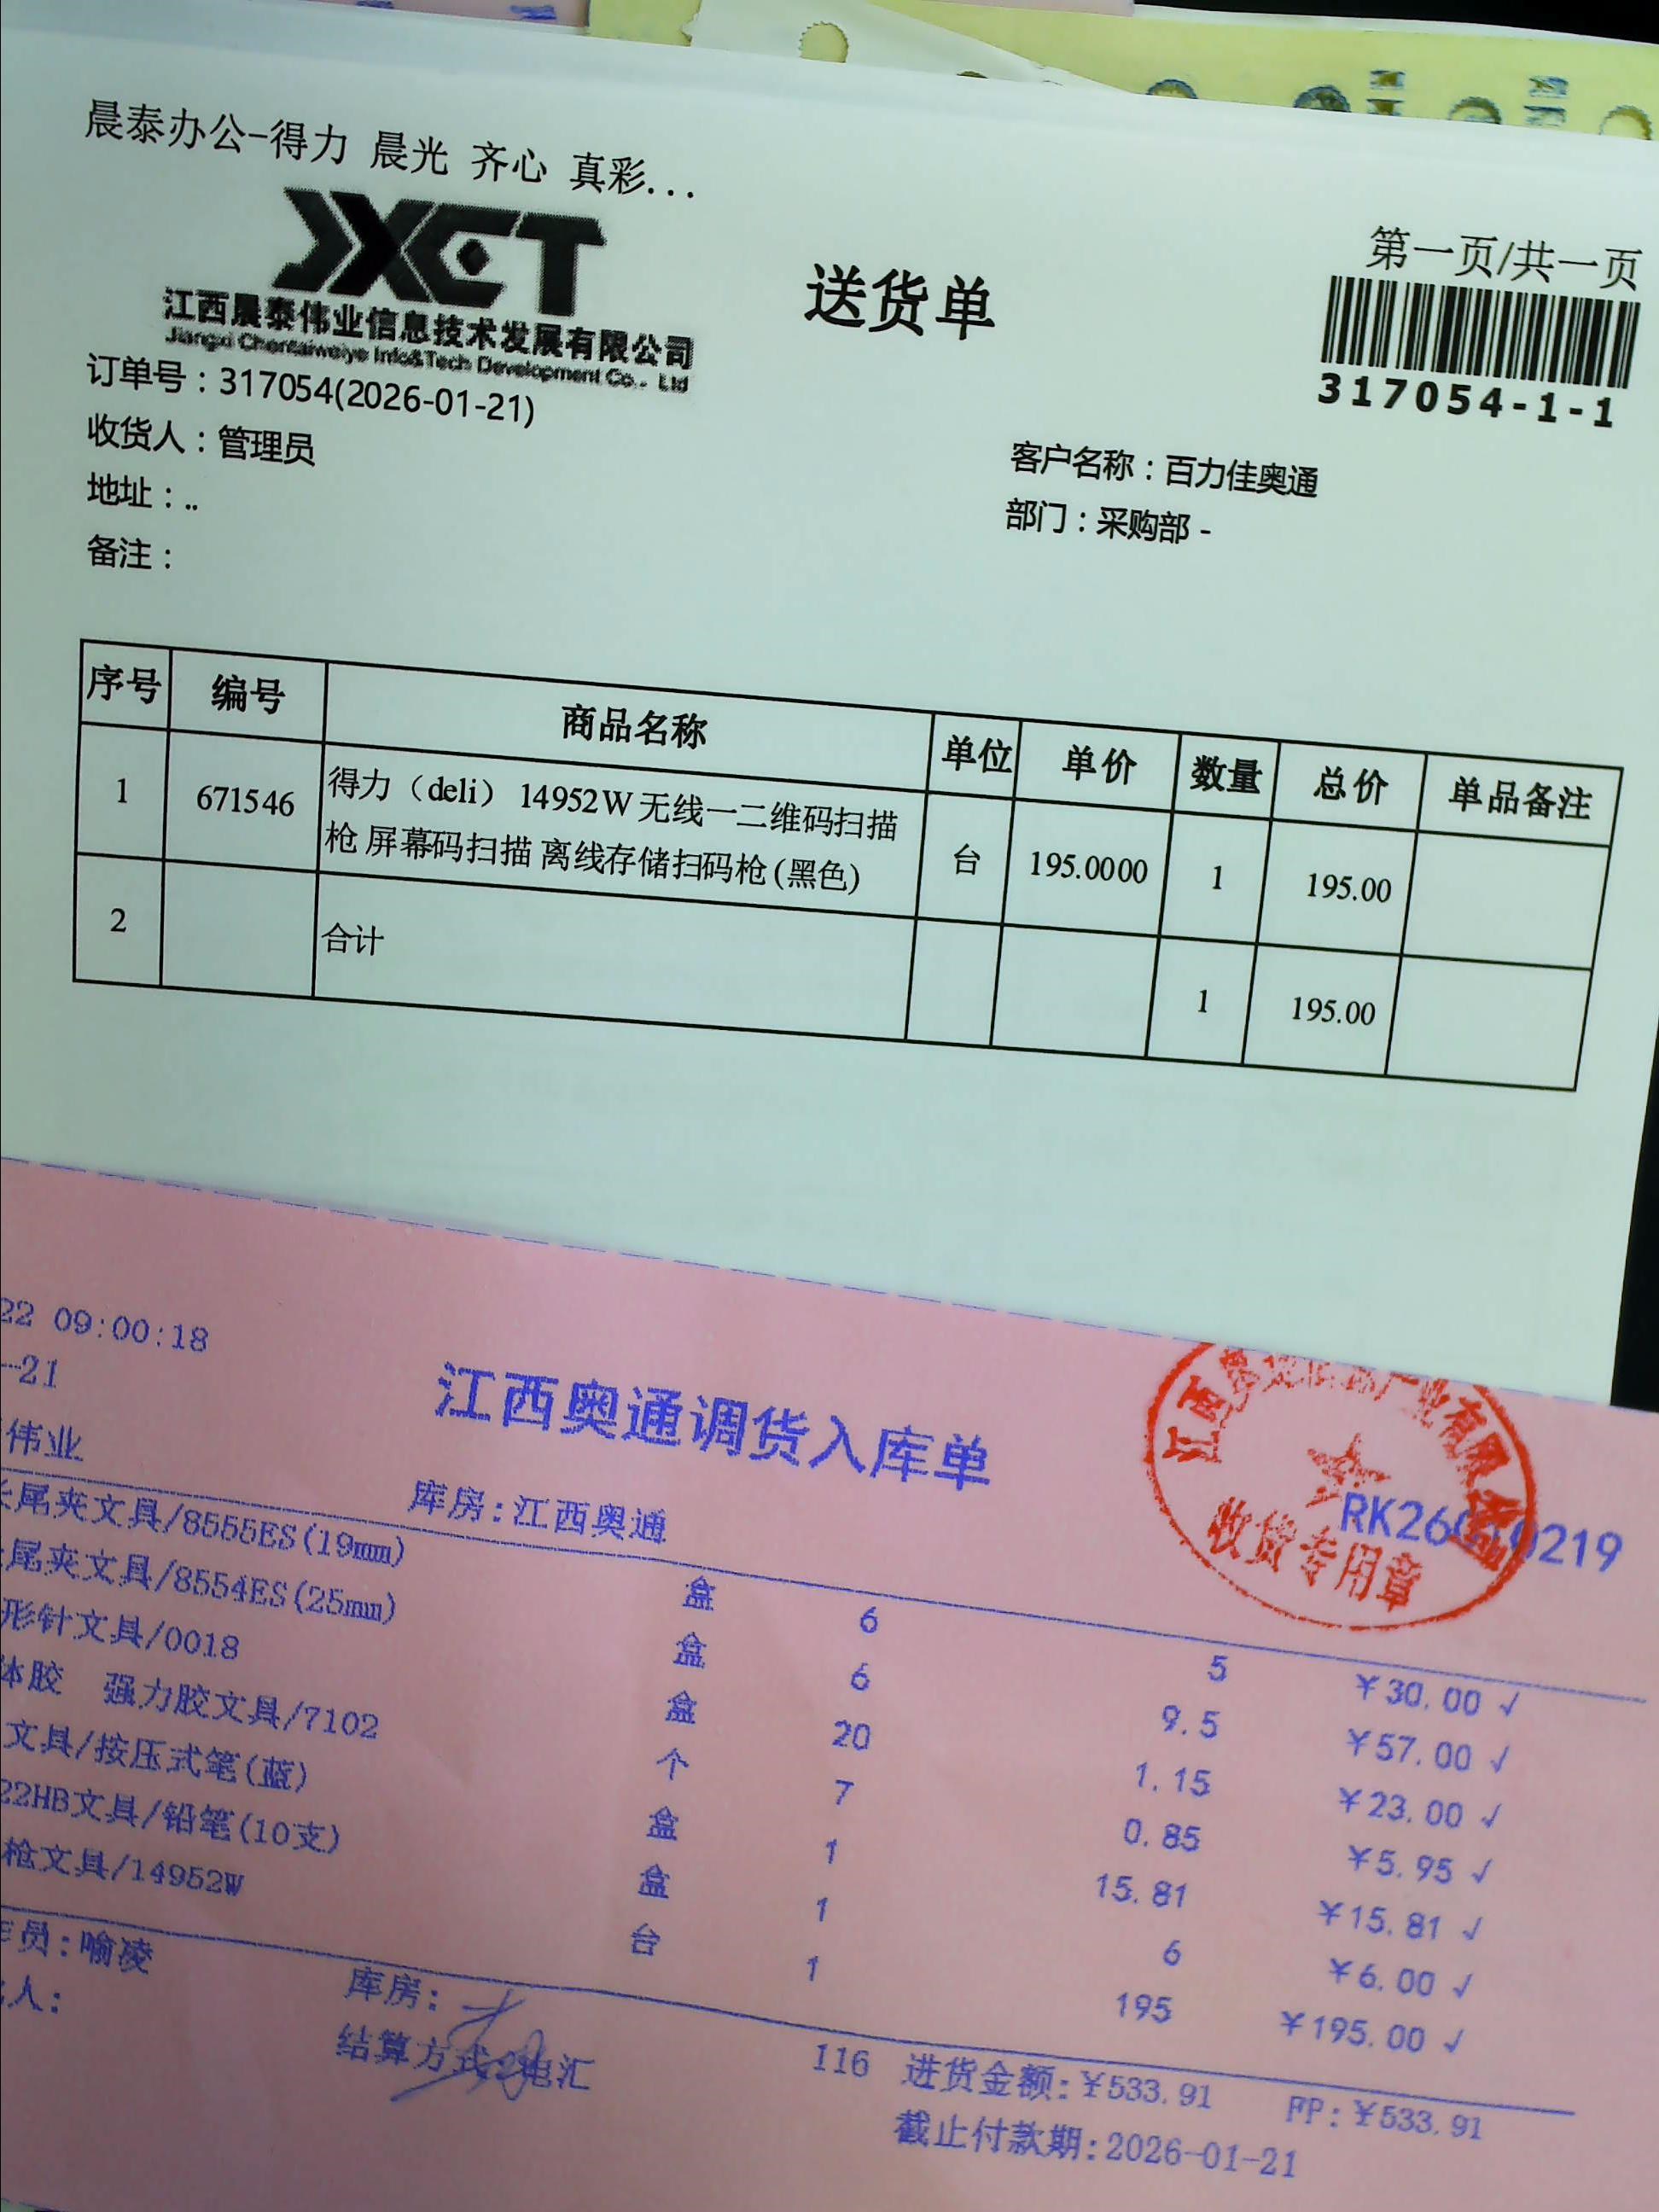 晨泰办公-得力 晨光 齐心 真彩...
JXCT
江西晨泰伟业信息技术发展有限公司
Jiangxi Chentaiweiye Info&Tech Development Co., Ltd
送货单
第一页/共一页
317054-1-1
订单号：317054(2026-01-21)
收货人：管理员
客户名称：百力佳奥通
地址：..
部门：采购部 -
备注：
序号 编号 商品名称 单位 单价 数量 总价 单品备注
1 671546 得力（deli） 14952W 无线一二维码扫描枪 屏幕码扫描 离线存储扫码枪 (黑色) 台 195.0000 1 195.00
2 合计 1 195.00
22 09:00:18
-21
江西奥通调货入库单
伟业
库房:江西奥通
收货专用章
尾夹文具/8555ES(19mm) 盒 6 5 ￥30.00 √
尾夹文具/8554ES(25mm) 盒 6 9.5 ￥57.00 √
形针文具/0018 盒 20 1.15 ￥23.00 √
体胶 强力胶文具/7102 个 7 0.85 ￥5.95 √
文具/按压式笔(蓝) 盒 1 15.81 ￥15.81 √
22HB文具/铅笔(10支) 盒 1 6 ￥6.00 √
枪文具/14952W 台 1 195 ￥195.00 √
员:喻凌
库房:
116 进货金额:￥533.91 FP:￥533.91
人:
结算方式:电汇
截止付款期:2026-01-21